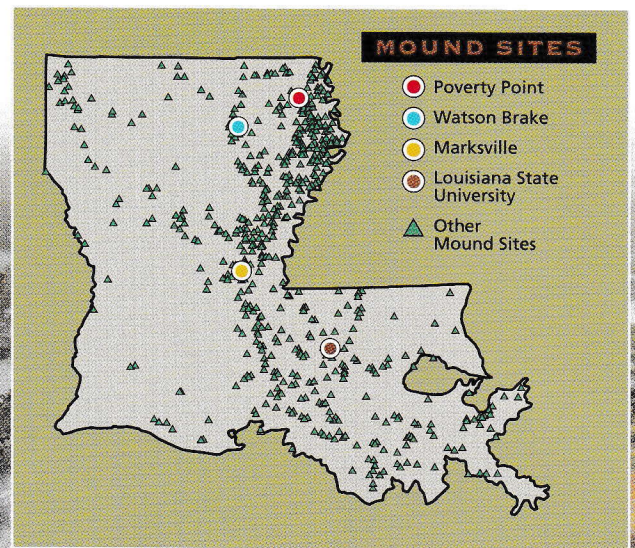 MOUND SITES
Poverty Point
Watson Brake
Marksville
Louisiana State
University
Other
Mound Sites